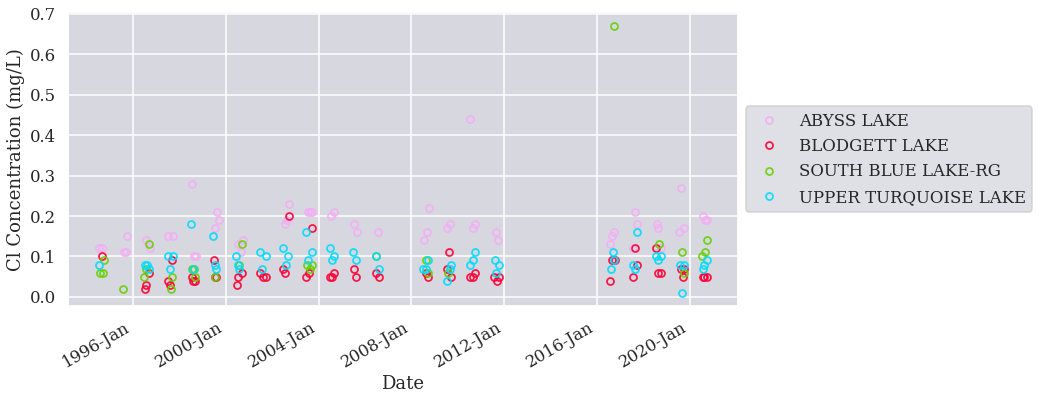 0.7
0.6
0.5
0.4
0.3
0.2
0.1
0.0
Cl Concentration (mg/L)
1996-Jan
2000-Jan
2004-Jan
2008-Jan
2012-Jan
2016-Jan
2020-Jan
Date
ABYSS LAKE
BLODGETT LAKE
SOUTH BLUE LAKE-RG
UPPER TURQUOISE LAKE